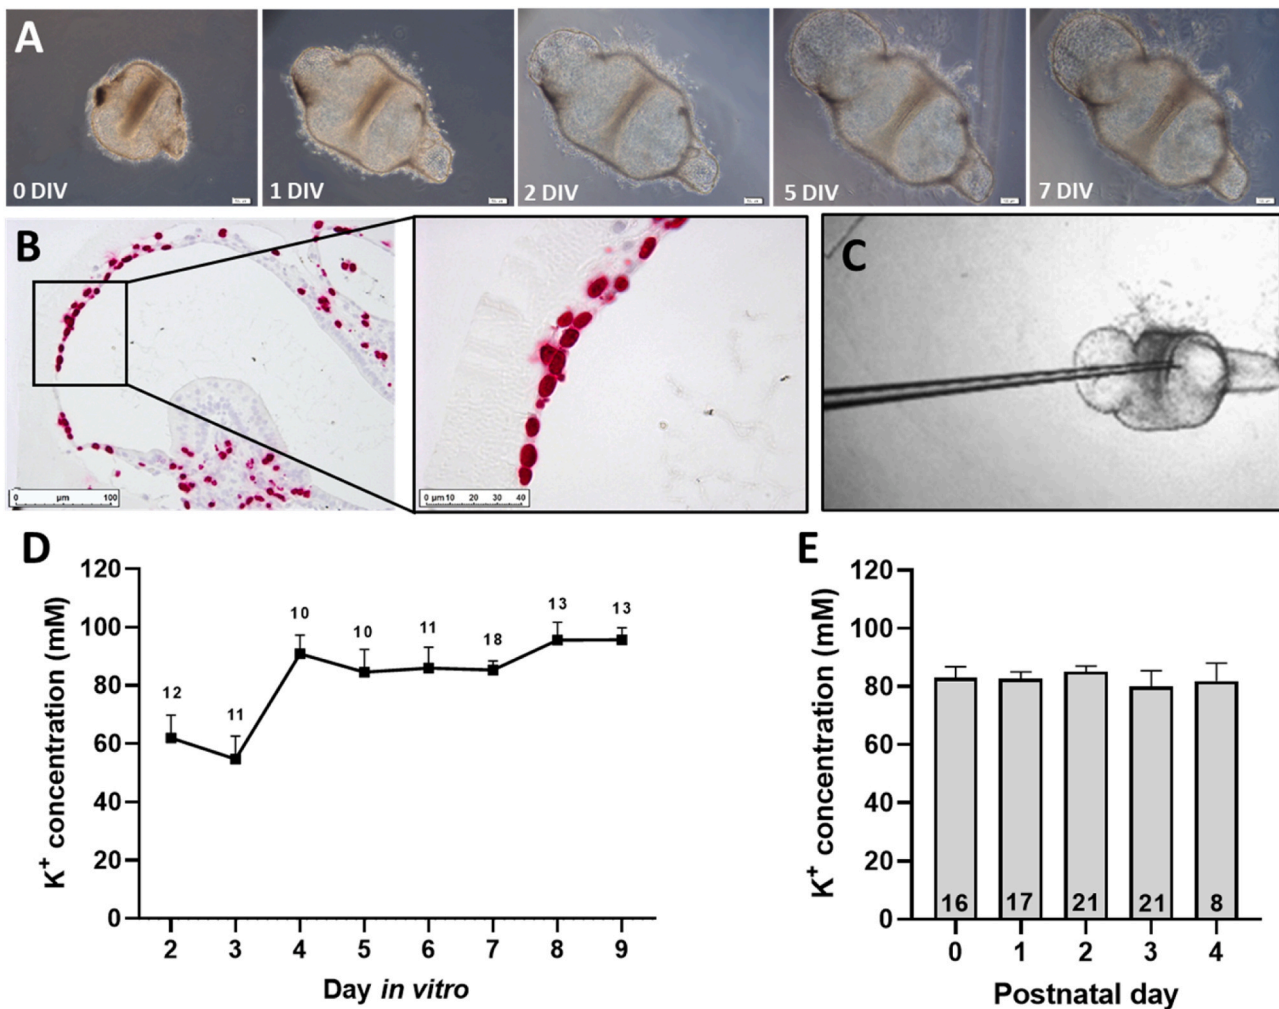 A
0 DIV
1 DIV
2 DIV
5 DIV
7 DIV
B
0 µm 100
0 µm 10 20 30 40
C
D
K+ concentration (mM)
120
100
80
60
40
20
0
12
11
10
10
11
18
13
13
2 3 4 5 6 7 8 9
Day in vitro
E
K+ concentration (mM)
120
100
80
60
40
20
0
16 17 21 21 8
0 1 2 3 4
Postnatal day